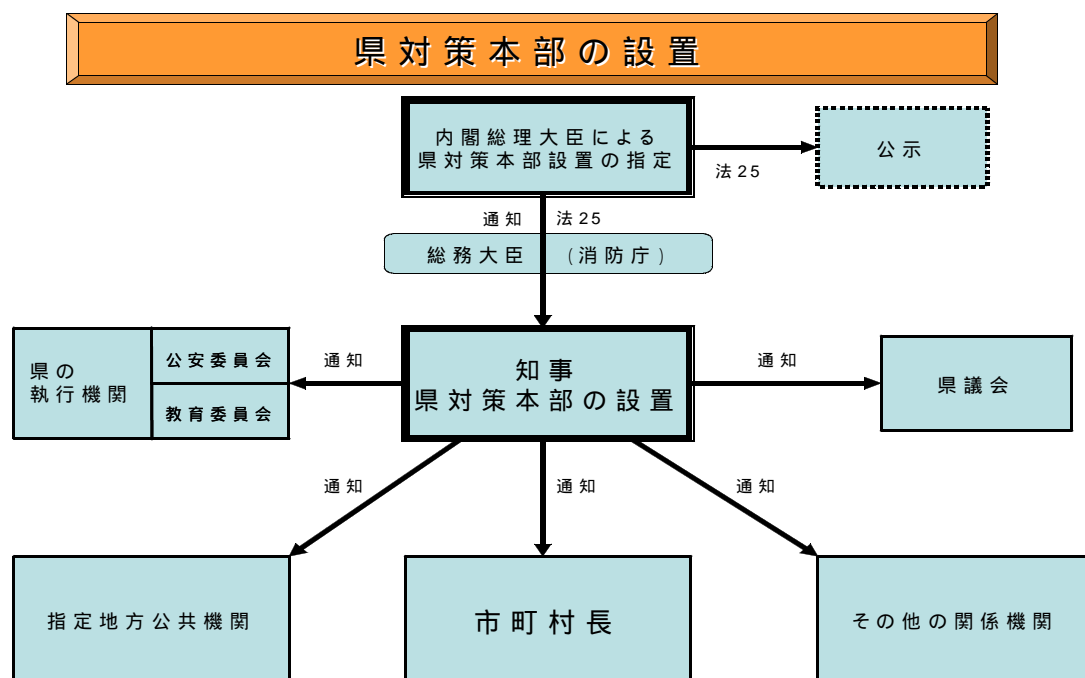 県対策本部の設置
内閣総理大臣による
県対策本部設置の指定
公示
法25
通知 法25
総務大臣 (消防庁)
県の
執行機関
公安委員会
教育委員会
通知
知事
県対策本部の設置
通知
県議会
通知
通知
通知
指定地方公共機関
市町村長
その他の関係機関